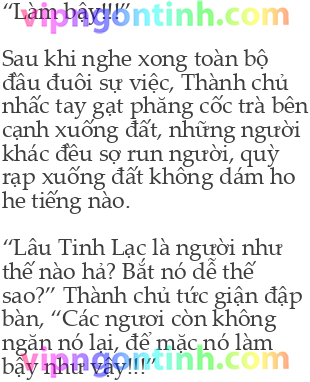 “Làm bậy!!!”
vipngontinh.com
Sau khi nghe xong toàn bộ
đầu đuôi sự việc, Thành chủ
nhấc tay gạt phăng cốc trà bên
cạnh xuống đất, những người
khác đều sợ run người, quỳ
rạp xuống đất không dám ho
he tiếng nào.
“Lâu Tinh Lạc là người như
thế nào hả? Bắt nó dễ thế
sao?” Thành chủ tức giận đập
bàn, “Các ngươi còn không
ngăn nó lại, để mặc nó làm
bậy như vậy!!!”
vipngontinh.com